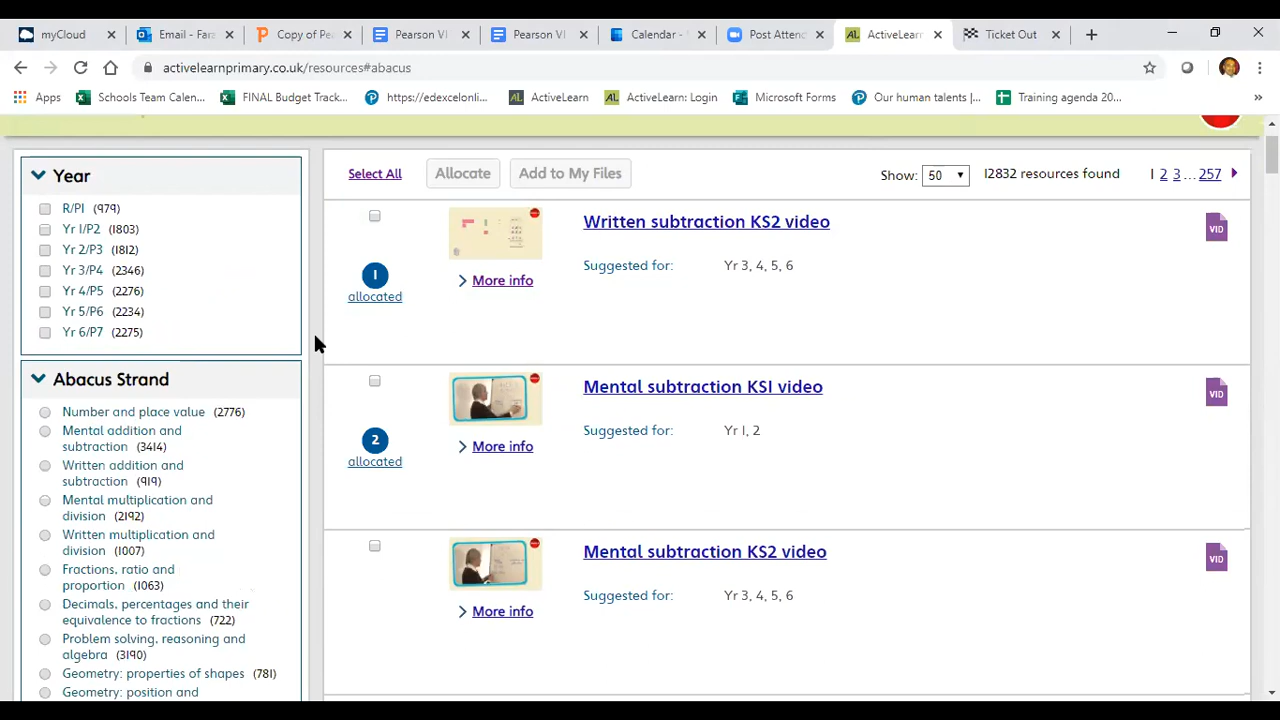 myCloud
Email - Fara
Copy of Pea
Pearson VI
Pearson VI
Calendar -
Post Attend
ActiveLearn
Ticket Out
activelearnprimary.co.uk/resources#abacus
Apps
Schools Team Calen...
FINAL Budget Track...
https://edexcelonli...
ActiveLearn
ActiveLearn: Login
Microsoft Forms
Our human talents |...
Training agenda 20...
Year
R/P1 (979)
Yr 1/P2 (1803)
Yr 2/P3 (1812)
Yr 3/P4 (2346)
Yr 4/P5 (2276)
Yr 5/P6 (2234)
Yr 6/P7 (2275)
Abacus Strand
Number and place value (2776)
Mental addition and
subtraction (3414)
Written addition and
subtraction (919)
Mental multiplication and
division (2192)
Written multiplication and
division (1007)
Fractions, ratio and
proportion (1063)
Decimals, percentages and their
equivalence to fractions (722)
Problem solving, reasoning and
algebra (3190)
Geometry: properties of shapes (781)
Geometry: position and
Select All Allocate Add to My Files Show: 50 12832 resources found 1 2 3 ... 257
Written subtraction KS2 video
VID
Suggested for: Yr 3, 4, 5, 6
1
More info
allocated
Mental subtraction KS1 video
VID
Suggested for: Yr 1, 2
2
More info
allocated
Mental subtraction KS2 video
VID
Suggested for: Yr 3, 4, 5, 6
More info